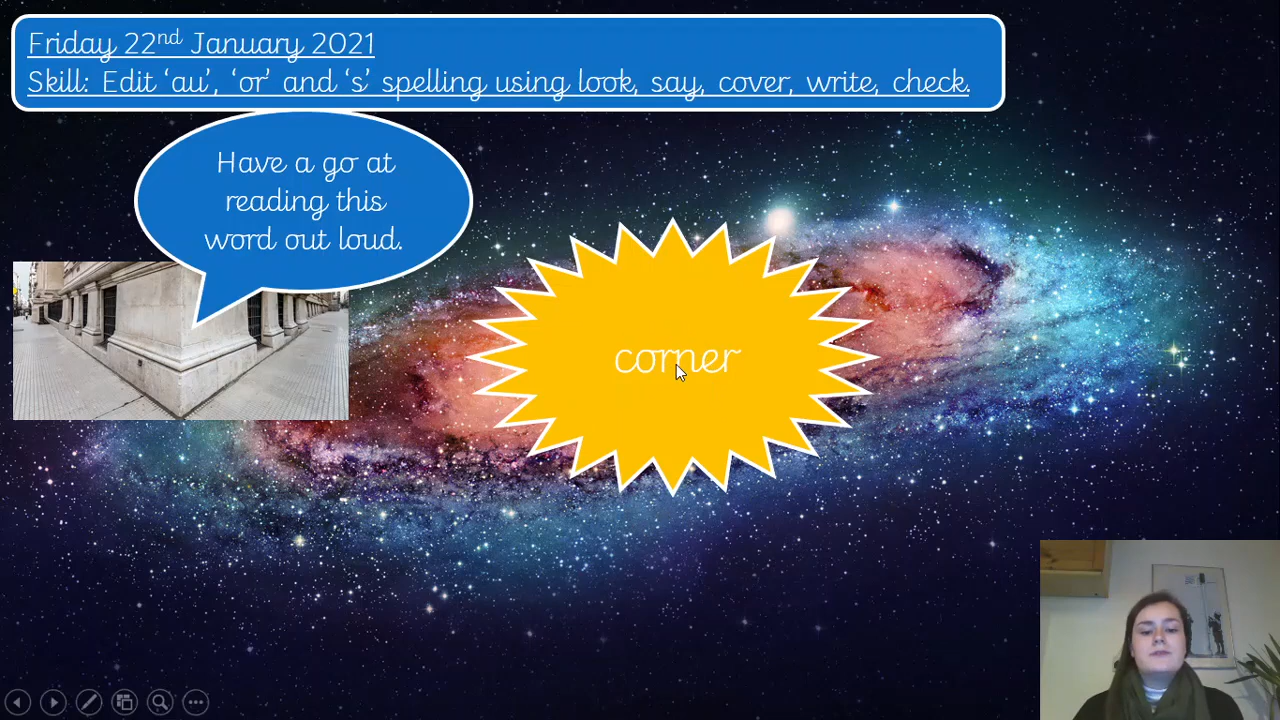 Friday 22nd January 2021
Skill: Edit ‘au’, ‘or’ and ‘s’ spelling using look, say, cover, write, check.
Have a go at
reading this
word out loud.
corner